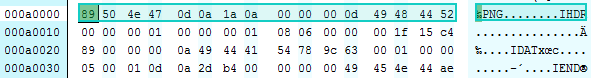 000a0000 89 50 4e 47 0d 0a 1a 0a 00 00 00 0d 49 48 44 52 ‰PNG........IHDR
000a0010 00 00 00 01 00 00 00 01 08 06 00 00 00 1f 15 c4 ...............Ä
000a0020 89 00 00 00 0a 49 44 41 54 78 9c 63 00 01 00 00 ‰....IDATxœc....
000a0030 05 00 01 0d 0a 2d b4 00 00 00 00 49 45 4e 44 ae .....-´....IEND®